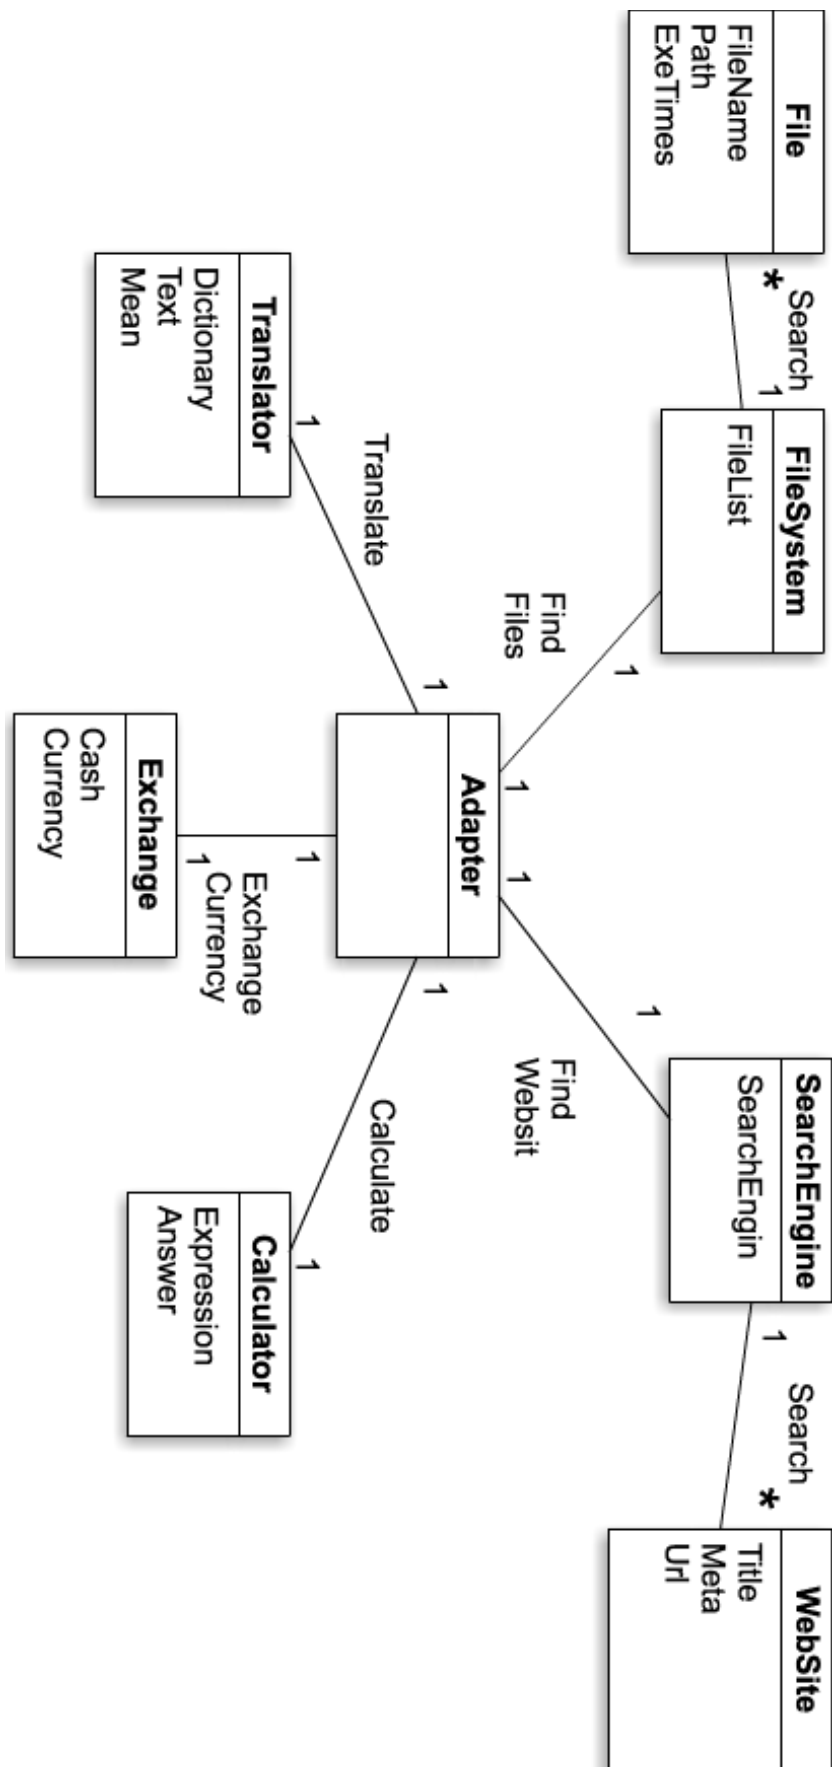 File
FileName
Path
ExeTimes
*
Search
1
FileSystem
FileList
Find
Files
1
1
SearchEngine
SearchEngin
1
Search
*
WebSite
Title
Meta
Url
1
Find
Websit
1
Adapter
1
Translate
1
Translator
Dictionary
Text
Mean
1
Exchange
Currency
1
Exchange
Cash
Currency
1
Calculate
1
Calculator
Expression
Answer